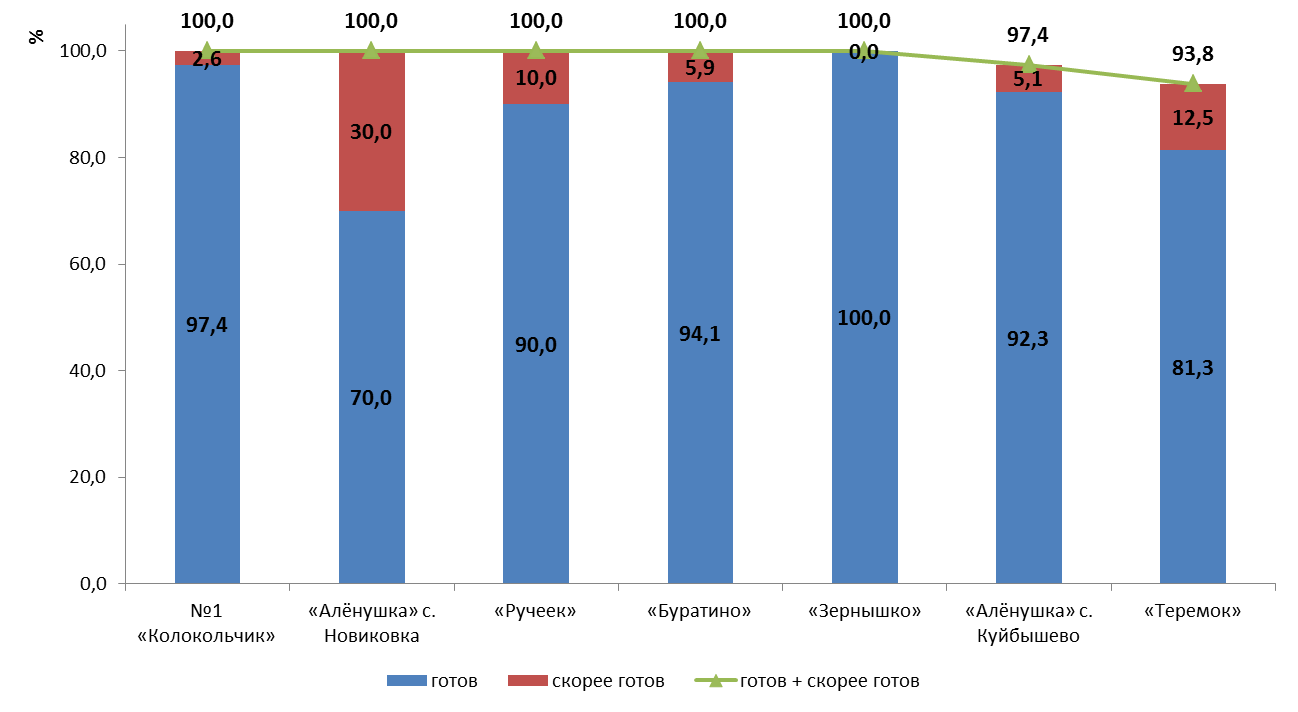 %
100,0 100,0 100,0 100,0 100,0 97,4 93,8
100,0
80,0
60,0
40,0
20,0
0,0
2,6 30,0 10,0 5,9 0,0 5,1 12,5
97,4 70,0 90,0 94,1 100,0 92,3 81,3
№1
«Колокольчик»
«Алёнушка» с.
Новиковка
«Ручеек»
«Буратино»
«Зернышко»
«Алёнушка» с.
Куйбышево
«Теремок»
готов скорее готов готов + скорее готов